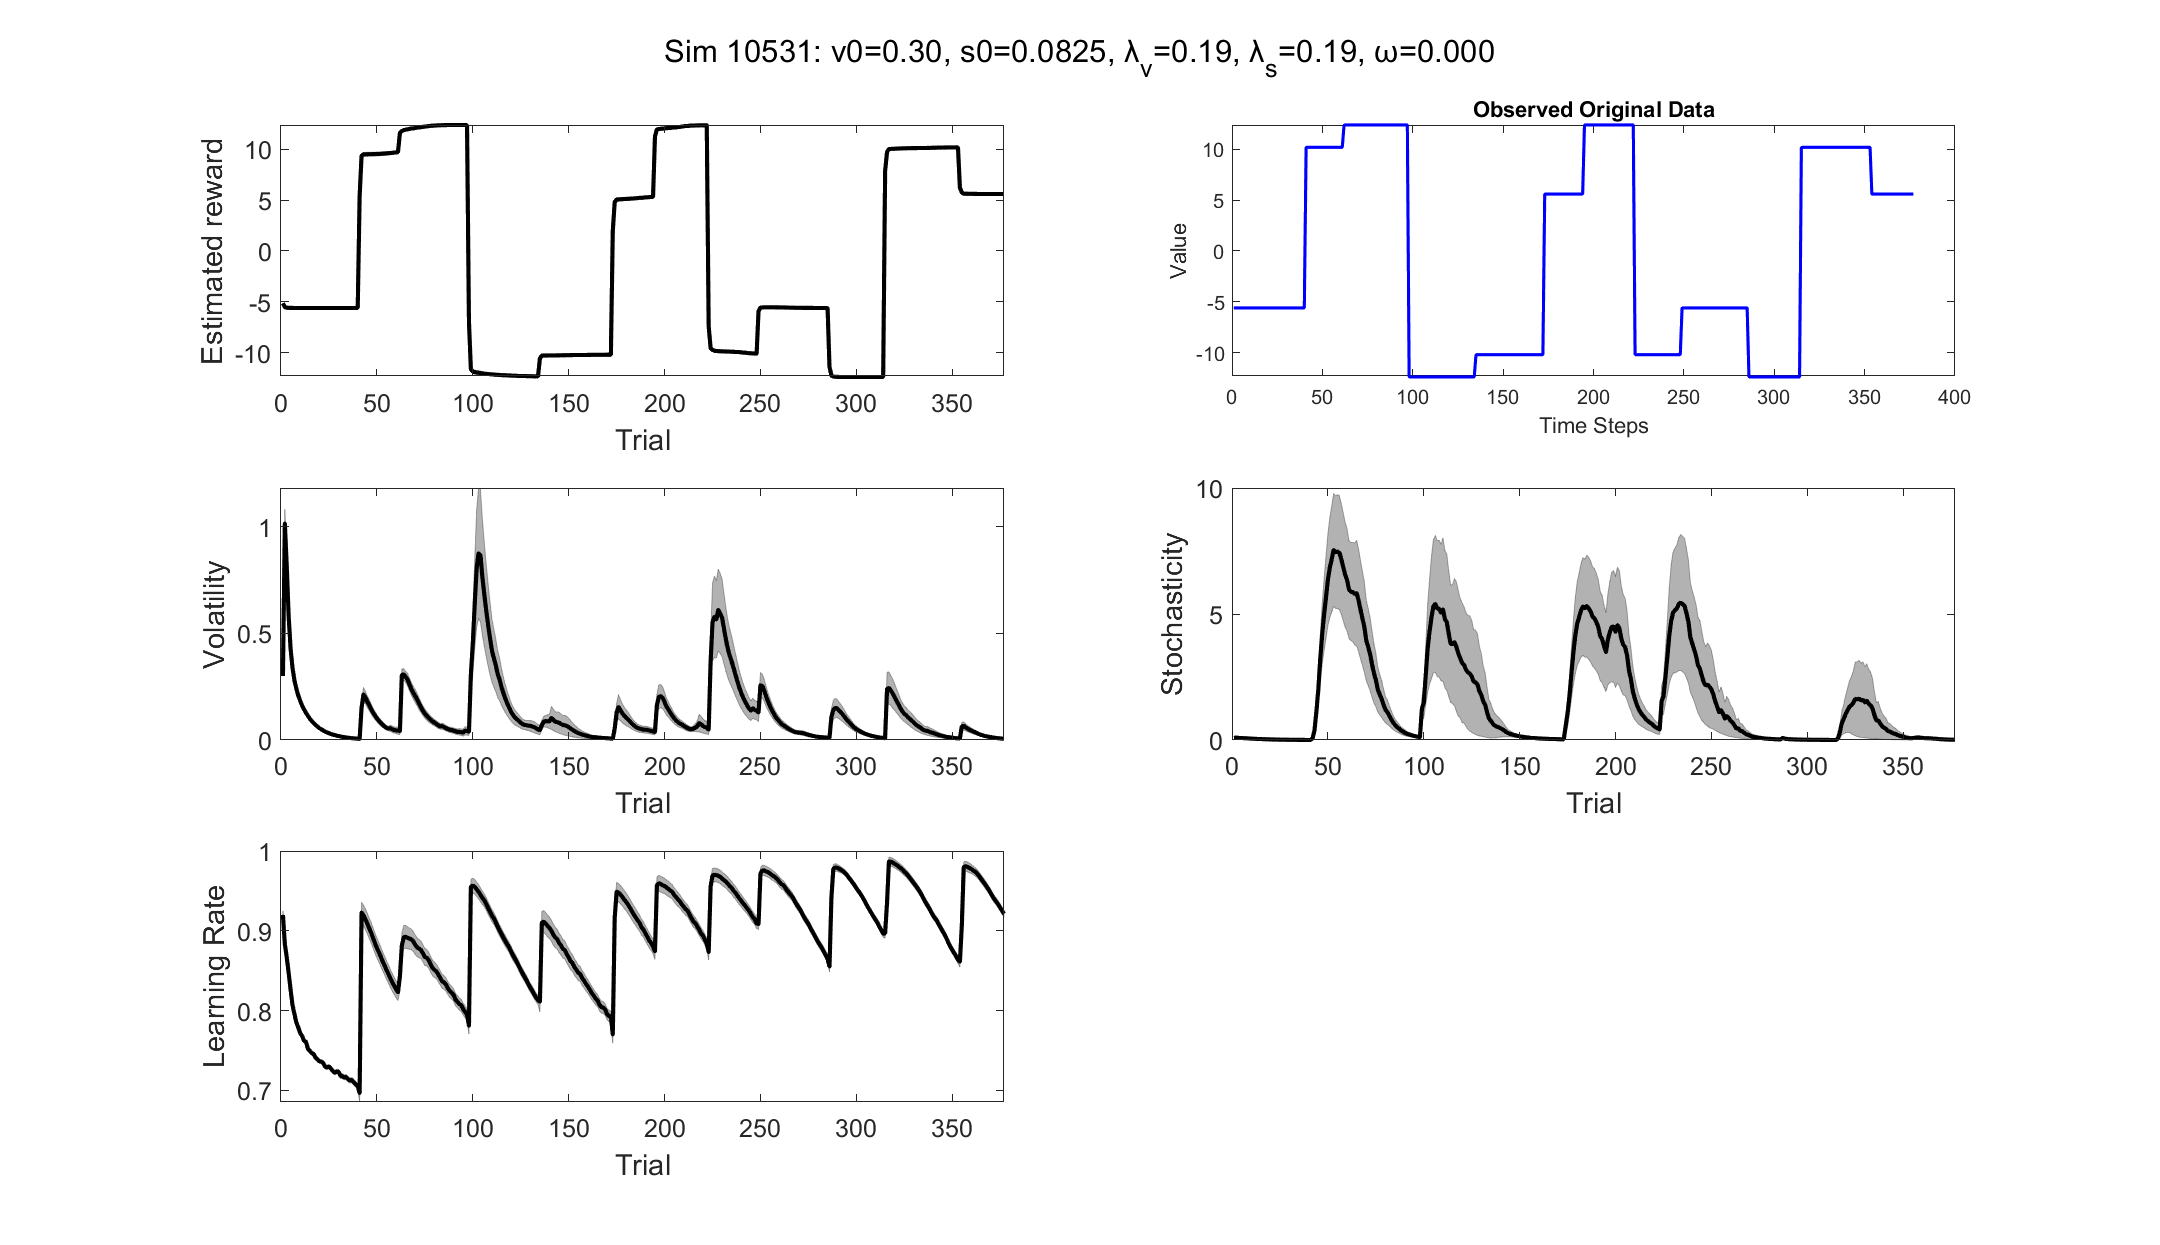 Sim 10531: v0=0.30, s0=0.0825, λ_v=0.19, λ_s=0.19, ω=0.000
Estimated reward
10
5
0
-5
-10
0 50 100 150 200 250 300 350
Trial
Observed Original Data
Value
10
5
0
-5
-10
0 50 100 150 200 250 300 350 400
Time Steps
Volatility
1
0.5
0
0 50 100 150 200 250 300 350
Trial
Stochasticity
10
5
0
0 50 100 150 200 250 300 350
Trial
Learning Rate
1
0.9
0.8
0.7
0 50 100 150 200 250 300 350
Trial